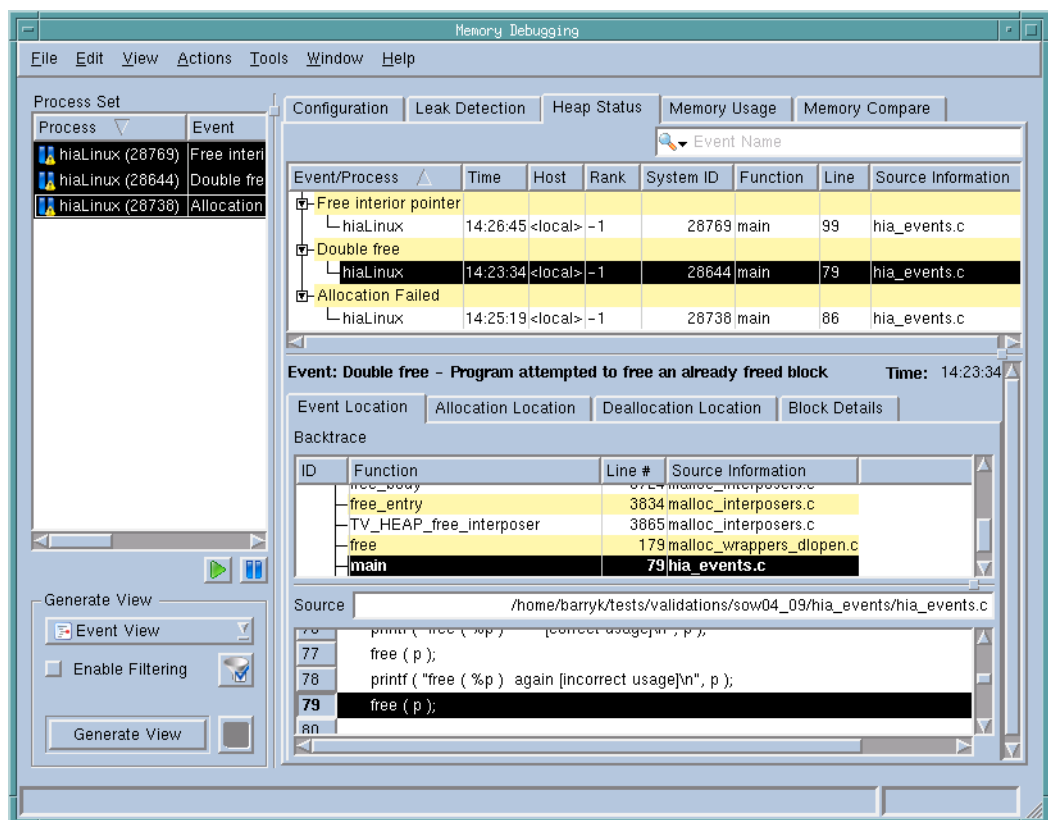 Memory Debugging
File Edit View Actions Tools Window Help
Process Set
Process Event
hiaLinux (28769) Free interi
hiaLinux (28644) Double fre
hiaLinux (28738) Allocation
Generate View
Event View
Enable Filtering
Generate View
Configuration Leak Detection Heap Status Memory Usage Memory Compare
Event Name
Event/Process Time Host Rank System ID Function Line Source Information
Free interior pointer
hiaLinux 14:26:45 <local> -1 28769 main 99 hia_events.c
Double free
hiaLinux 14:23:34 <local> -1 28644 main 79 hia_events.c
Allocation Failed
hiaLinux 14:25:19 <local> -1 28738 main 86 hia_events.c
Event: Double free - Program attempted to free an already freed block Time: 14:23:34
Event Location Allocation Location Deallocation Location Block Details
Backtrace
ID Function Line # Source Information
free_entry 3834 malloc_interposers.c
TV_HEAP_free_interposer 3865 malloc_interposers.c
free 179 malloc_wrappers_dlopen.c
main 79 hia_events.c
Source /home/barryk/tests/validations/sow04_09/hia_events/hia_events.c
77 free ( p );
78 printf ( "free ( %p ) again [incorrect usage]\n", p );
79 free ( p );
80